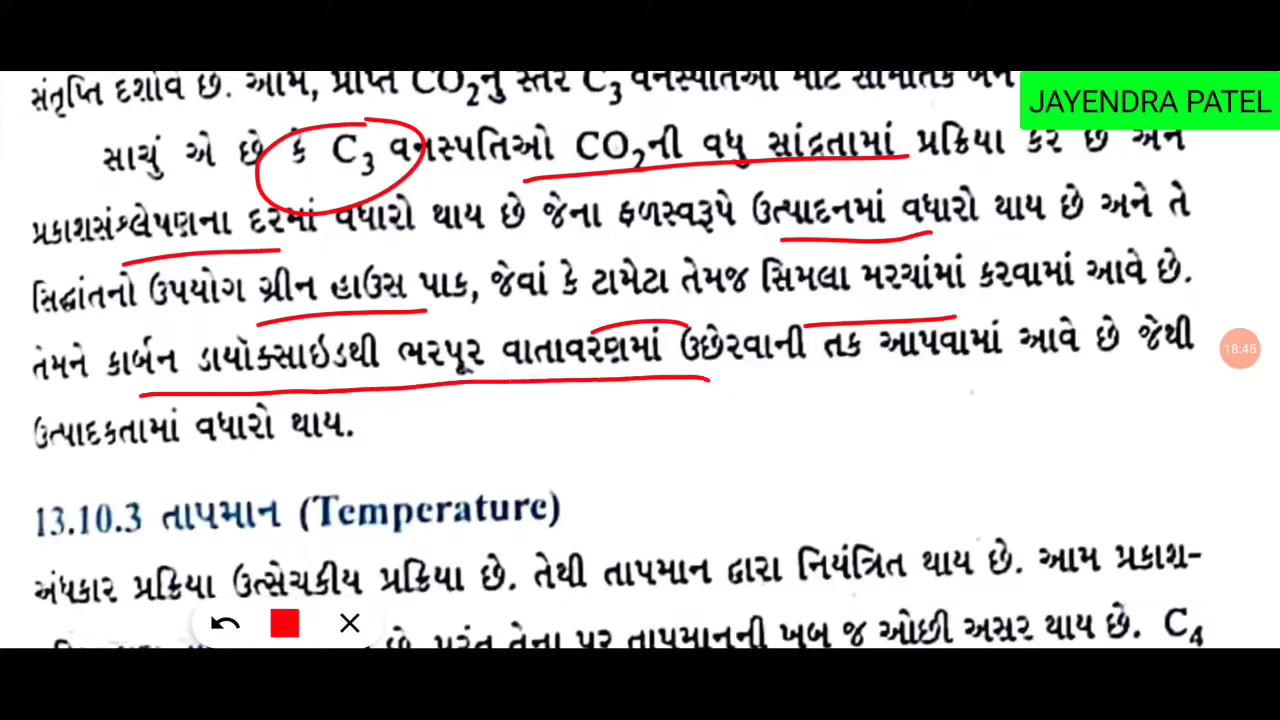 સંતૃપ્તિ દર્શાવે છે. આમ, પ્રાપ્ત CO₂નું સ્તર C₃ વનસ્પતિઓ માટે
JAYENDRA PATEL
સાચું એ છે કે C₃ વનસ્પતિઓ CO₂ની વધુ સાંદ્રતામાં પ્રક્રિયા કરે છે અને
પ્રકાશસંશ્લેષણના દરમાં વધારો થાય છે જેના ફળસ્વરૂપે ઉત્પાદનમાં વધારો થાય છે અને તે
સિદ્ધાંતનો ઉપયોગ ગ્રીન હાઉસ પાક, જેવાં કે ટામેટા તેમજ સિમલા મરચાંમાં કરવામાં આવે છે.
તેમને કાર્બન ડાયૉક્સાઇડથી ભરપૂર વાતાવરણમાં ઉછેરવાની તક આપવામાં આવે છે જેથી
18:45
ઉત્પાદકતામાં વધારો થાય.
13.10.3 તાપમાન (Temperature)
અંધકાર પ્રક્રિયા ઉત્સેચકીય પ્રક્રિયા છે. તેથી તાપમાન દ્વારા નિયંત્રિત થાય છે. આમ પ્રકાશ-
છે. પરંતુ તેના પર તાપમાનની ખૂબ જ ઓછી અસર થાય છે. C₄